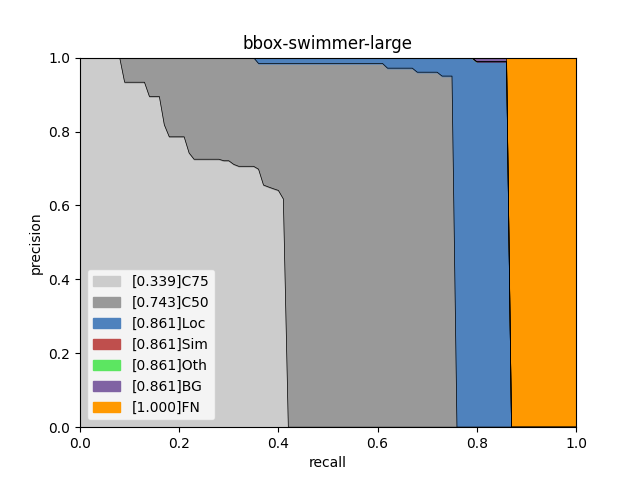 bbox-swimmer-large
precision
1.0
0.8
0.6
0.4
0.2
0.0
[0.339]C75
[0.743]C50
[0.861]Loc
[0.861]Sim
[0.861]Oth
[0.861]BG
[1.000]FN
0.0 0.2 0.4 0.6 0.8 1.0
recall